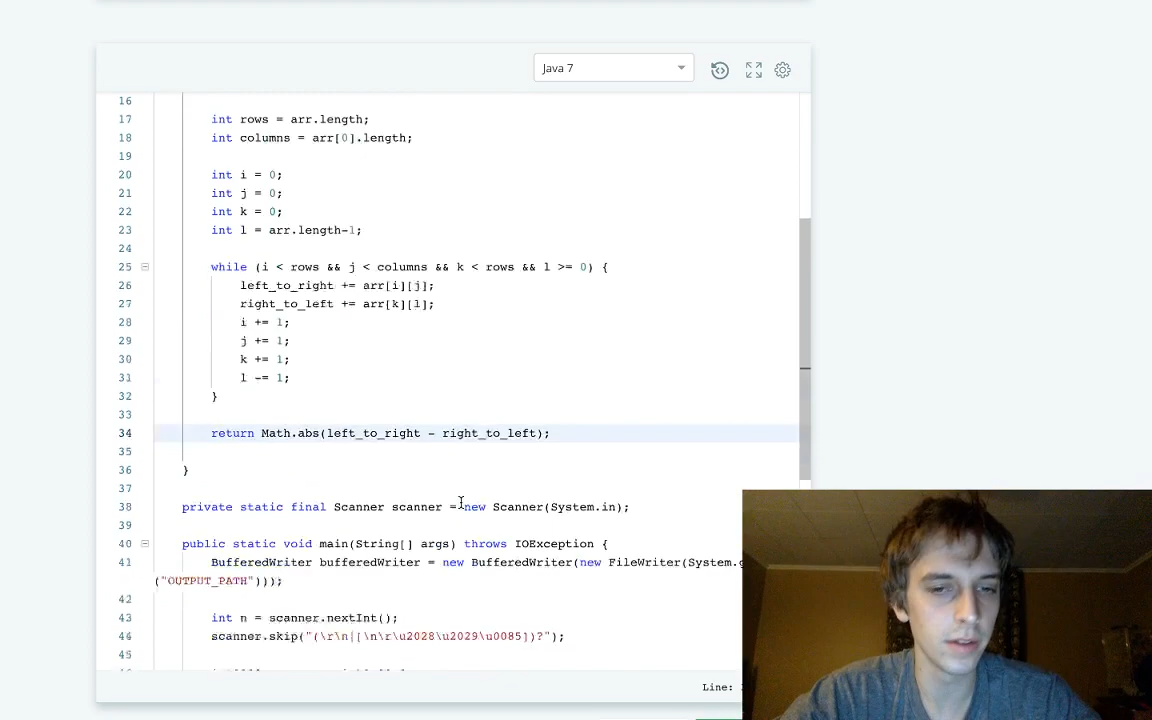 Java 7
16
17 int rows = arr.length;
18 int columns = arr[0].length;
19
20 int i = 0;
21 int j = 0;
22 int k = 0;
23 int l = arr.length-1;
24
25 while (i < rows && j < columns && k < rows && l >= 0) {
26 left_to_right += arr[i][j];
27 right_to_left += arr[k][l];
28 i += 1;
29 j += 1;
30 k += 1;
31 l -= 1;
32 }
33
34 return Math.abs(left_to_right - right_to_left);
35
36 }
37
38 private static final Scanner scanner = new Scanner(System.in);
39
40 public static void main(String[] args) throws IOException {
41 BufferedWriter bufferedWriter = new BufferedWriter(new FileWriter(System.g
("OUTPUT_PATH")));
42
43 int n = scanner.nextInt();
44 scanner.skip("(\r\n|[\n\r\u2028\u2029\u0085])?");
45
Line: